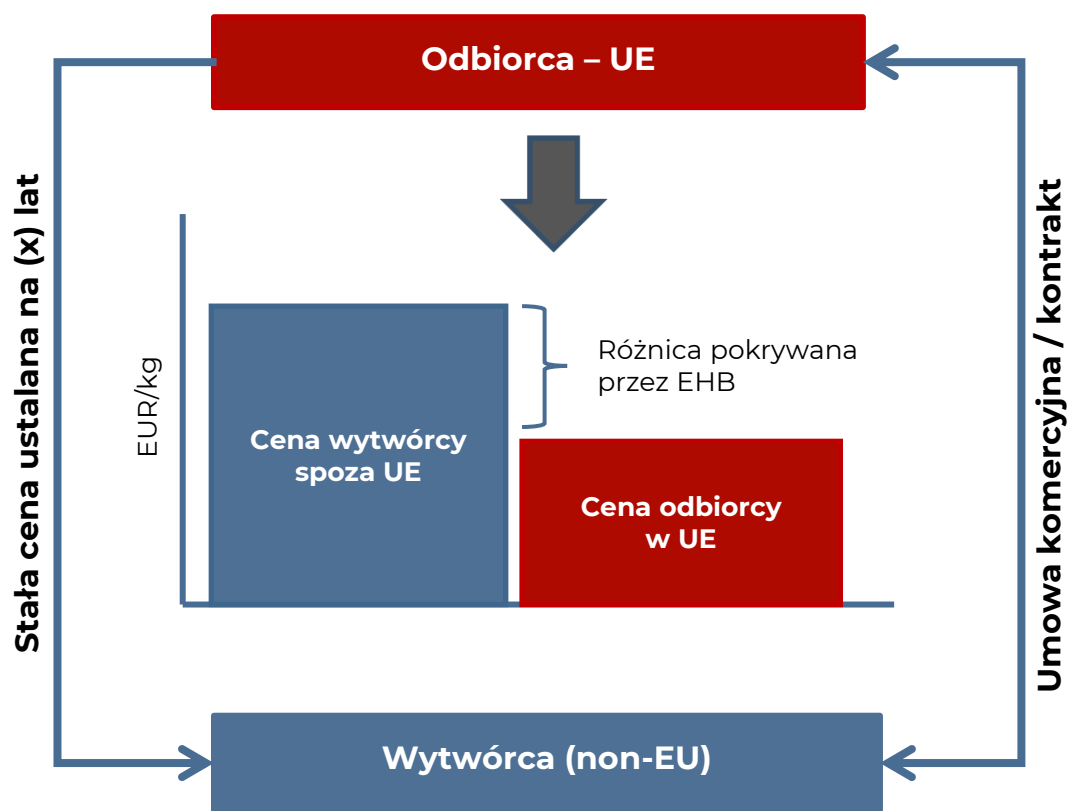 Odbiorca – UE
Stała cena ustalana na (x) lat
Umowa komercyjna / kontrakt
EUR/kg
Różnica pokrywana
przez EHB
Cena wytwórcy
spoza UE
Cena odbiorcy
w UE
Wytwórca (non-EU)